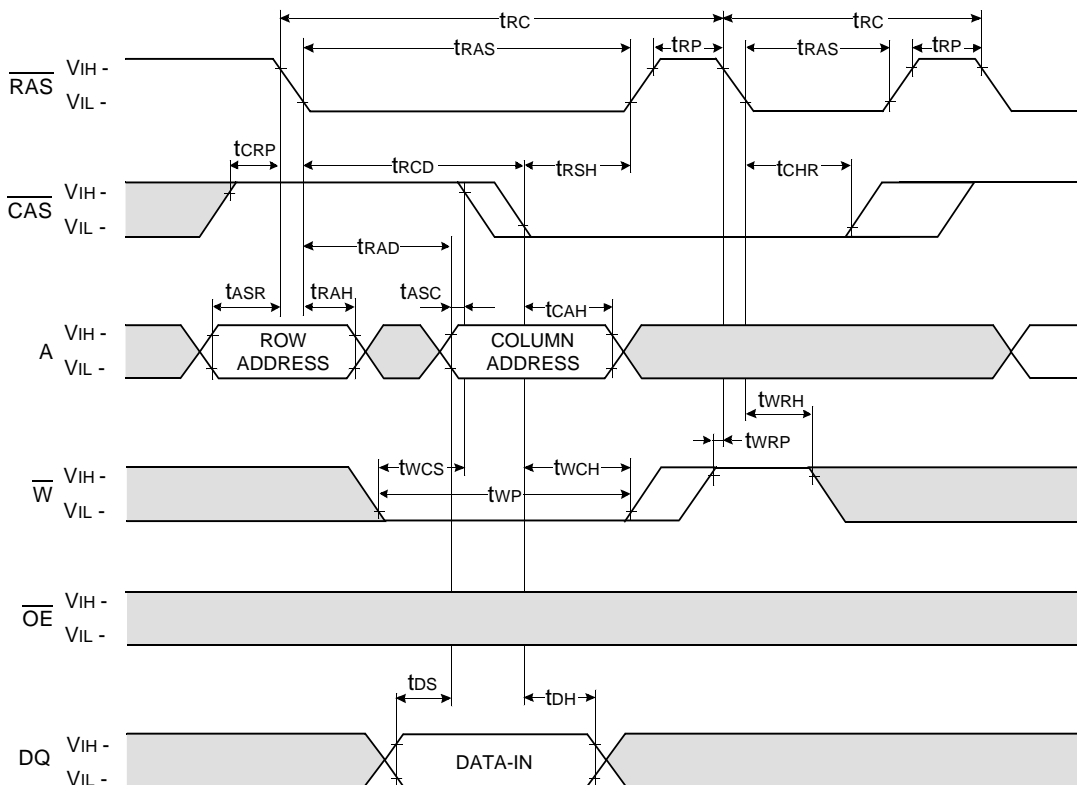 tRC tRC
tRAS tRP tRAS tRP
RAS VIH -
VIL -
tCRP tRCD tRSH tCHR
CAS VIH -
VIL -
tRAD
tASR tRAH tASC tCAH
A VIH -
VIL -
ROW ADDRESS
COLUMN ADDRESS
tWRH
tWRP
W VIH -
VIL -
tWCS tWCH
tWP
OE VIH -
VIL -
tDS tDH
DQ VIH -
VIL -
DATA-IN